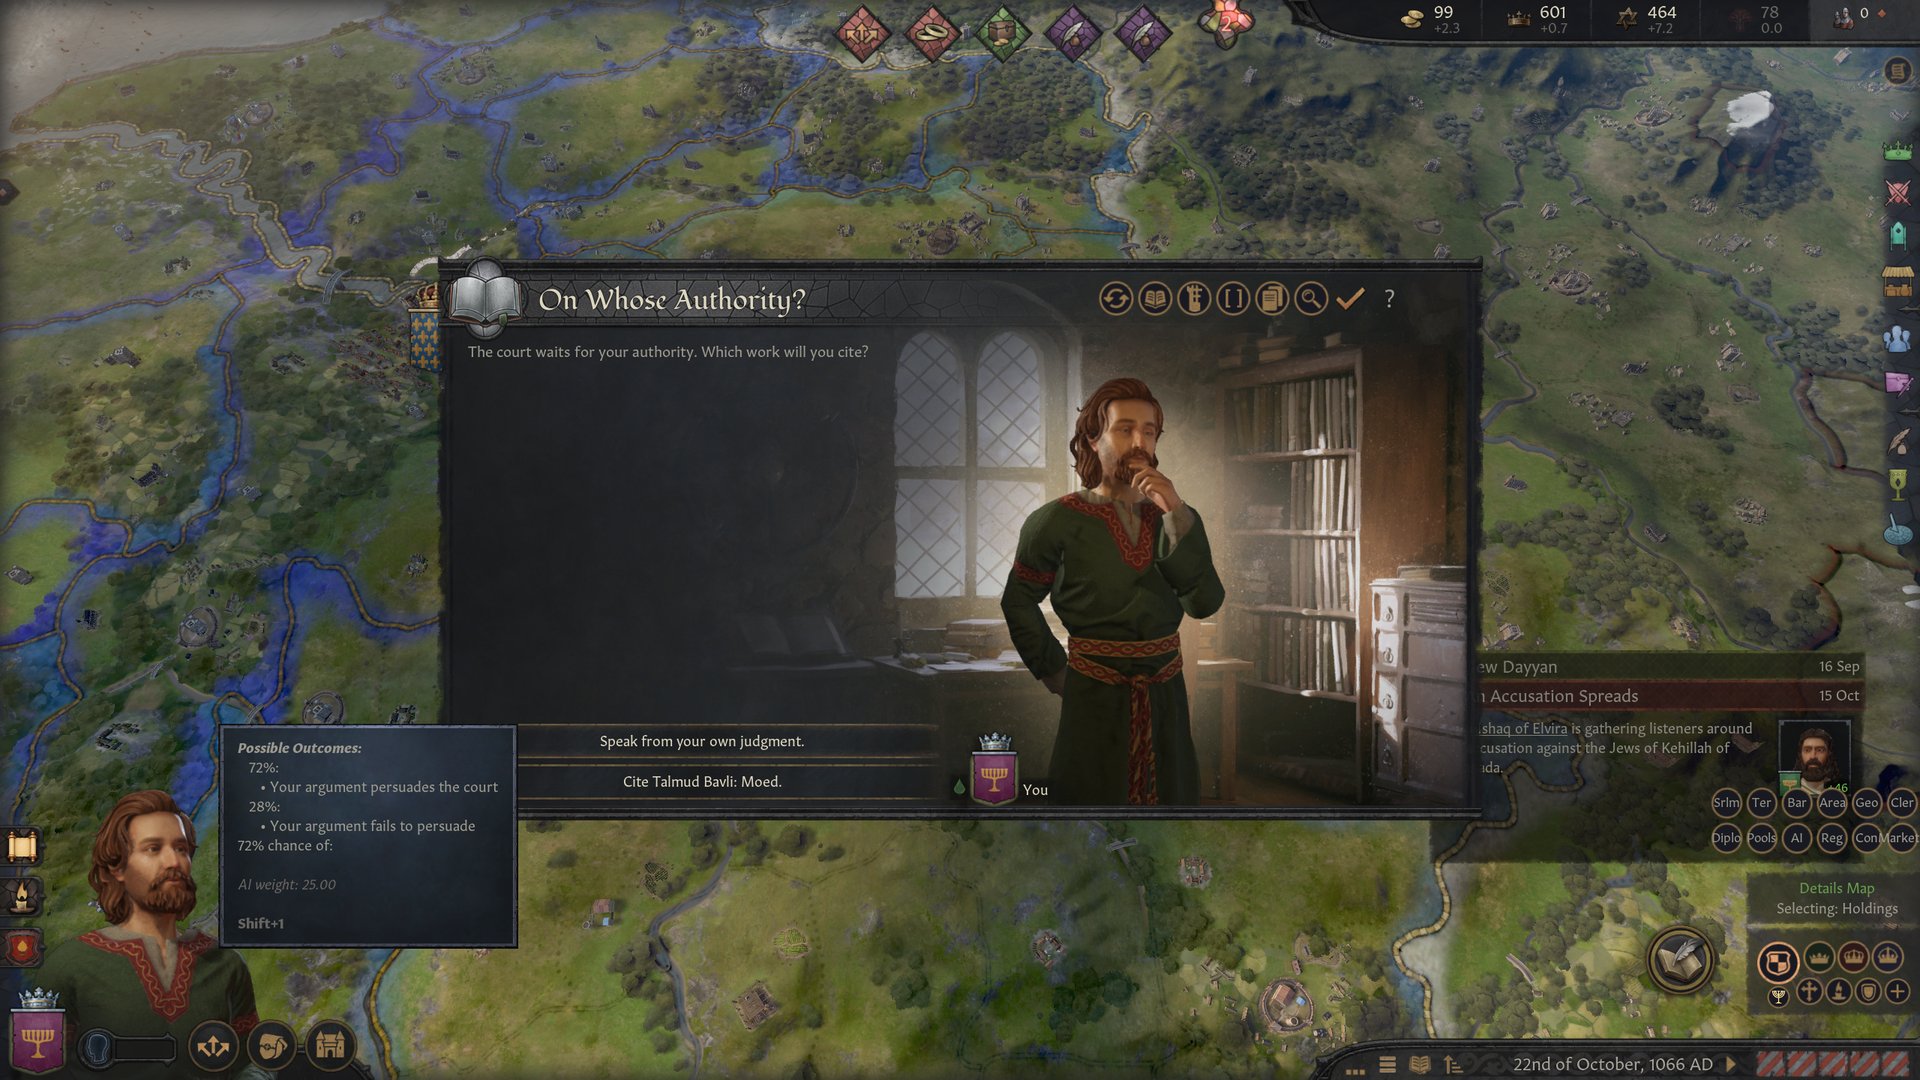 99
+2.3
601
+0.7
464
+7.2
78
0.0
0
2
On Whose Authority?
[ ]
?
The court waits for your authority. Which work will you cite?
ew Dayyan
16 Sep
n Accusation Spreads
15 Oct
shaq of Elvira is gathering listeners around
cusation against the Jews of Kehillah of
da.
+46
Speak from your own judgment.
Cite Talmud Bavli: Moed.
You
Possible Outcomes:
72%:
• Your argument persuades the court
28%:
• Your argument fails to persuade
72% chance of:
AI weight: 25.00
Shift+1
Srlm
Ter
Bar
Area
Geo
Cler
Diplo
Pools
AI
Reg
Con
Market
Details Map
Selecting: Holdings
22nd of October, 1066 AD